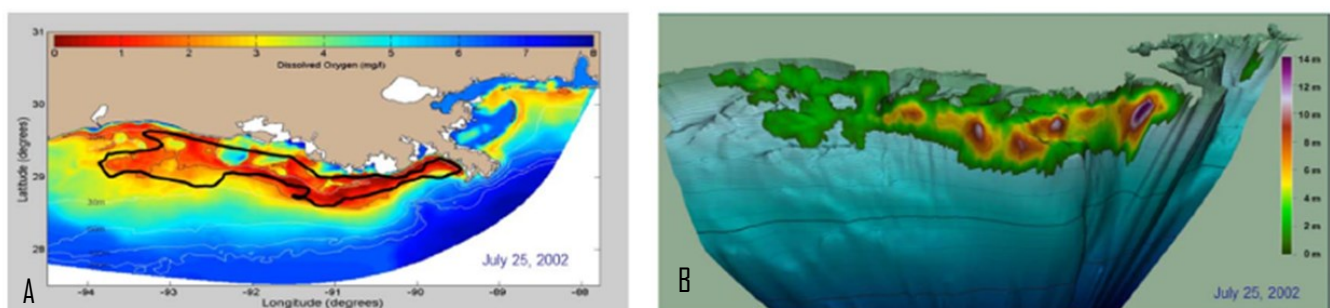 31
30
29
28
Latitude (degrees)
0 1 2 3 4 5 6 7 8
Dissolved Oxygen (mg/l)
30m
July 25, 2002
A
-94 -93 -92 -91 -90 -89 -88
Longitude (degrees)
B
14 m
12 m
10 m
8 m
6 m
4 m
2 m
0 m
July 25, 2002